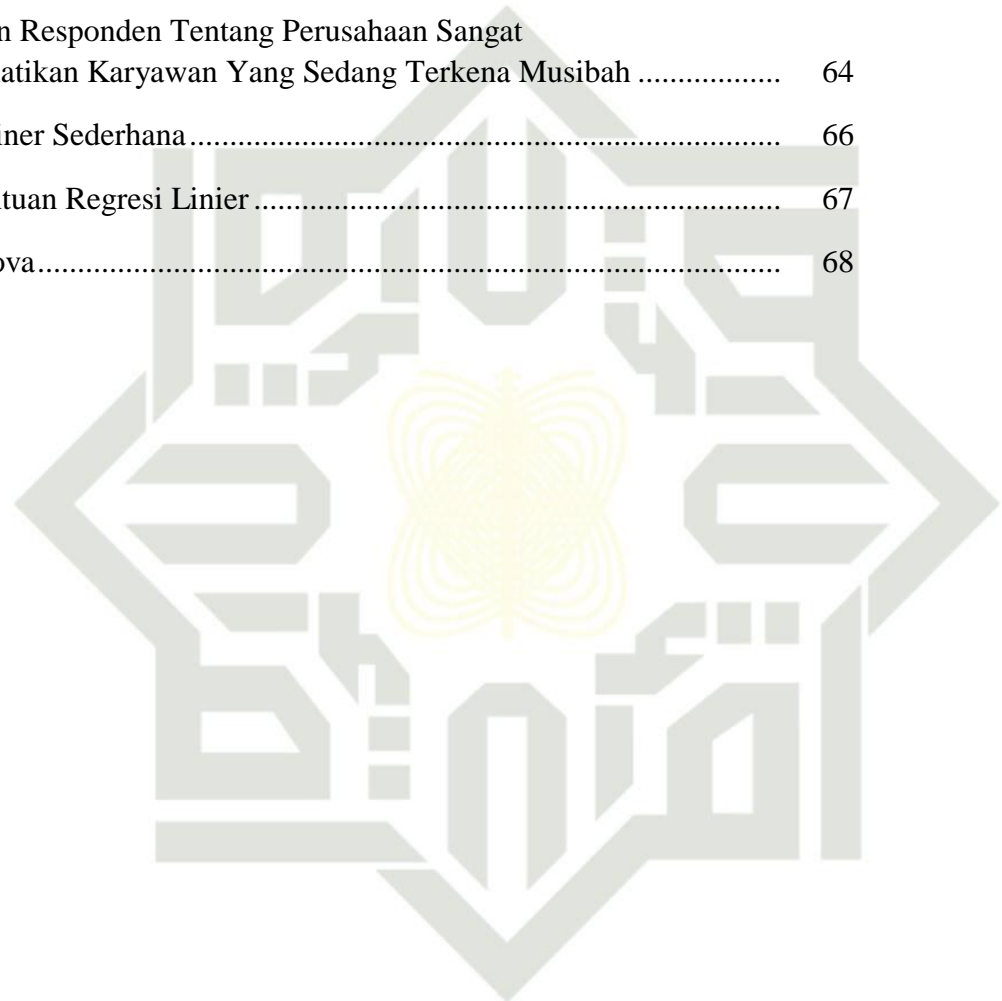 n Responden Tentang Perusahaan Sangat
atikan Karyawan Yang Sedang Terkena Musibah .................. 64
iner Sederhana .......................................................................... 66
tuan Regresi Linier .................................................................. 67
ova ............................................................................................. 68